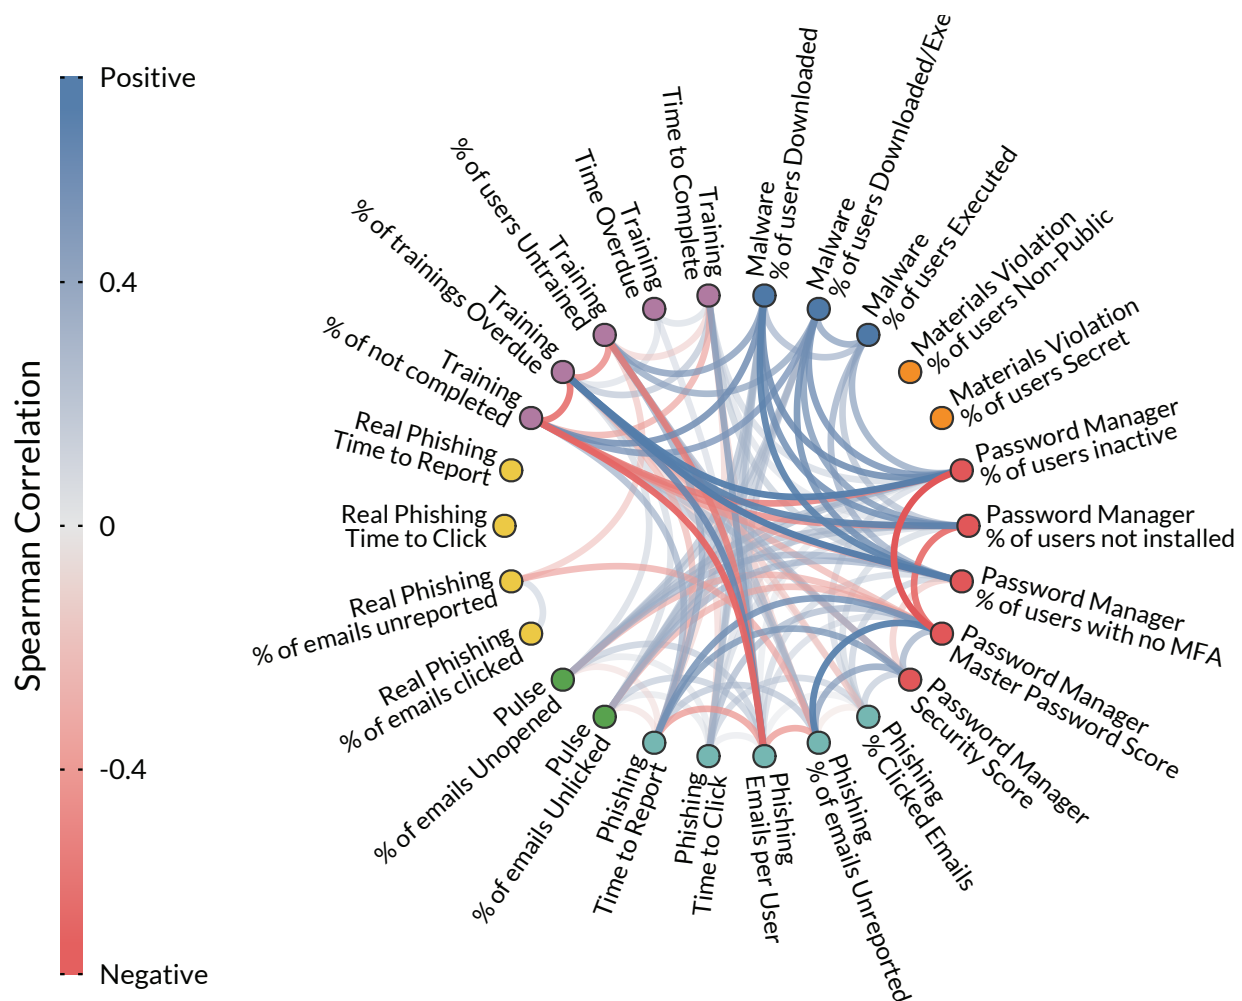 Spearman Correlation
Positive
0.4
0
-0.4
Negative
Training
Time to Complete
Malware
% of users Downloaded
Malware
% of users Downloaded/Exe
Malware
% of users Executed
Materials Violation
% of users Non-Public
Materials Violation
% of users Secret
Password Manager
% of users inactive
Password Manager
% of users not installed
Password Manager
% of users with no MFA
Password Manager
Master Password Score
Password Manager
Security Score
Phishing
% Clicked Emails
Phishing
% of emails Unreported
Phishing
Emails per User
Phishing
Time to Click
Phishing
Time to Report
Pulse
% of emails Unlicked
Pulse
% of emails Unopened
Real Phishing
% of emails clicked
Real Phishing
% of emails unreported
Real Phishing
Time to Click
Real Phishing
Time to Report
Training
% of not completed
Training
% of trainings Overdue
Training
% of users Untrained
Training
Time Overdue